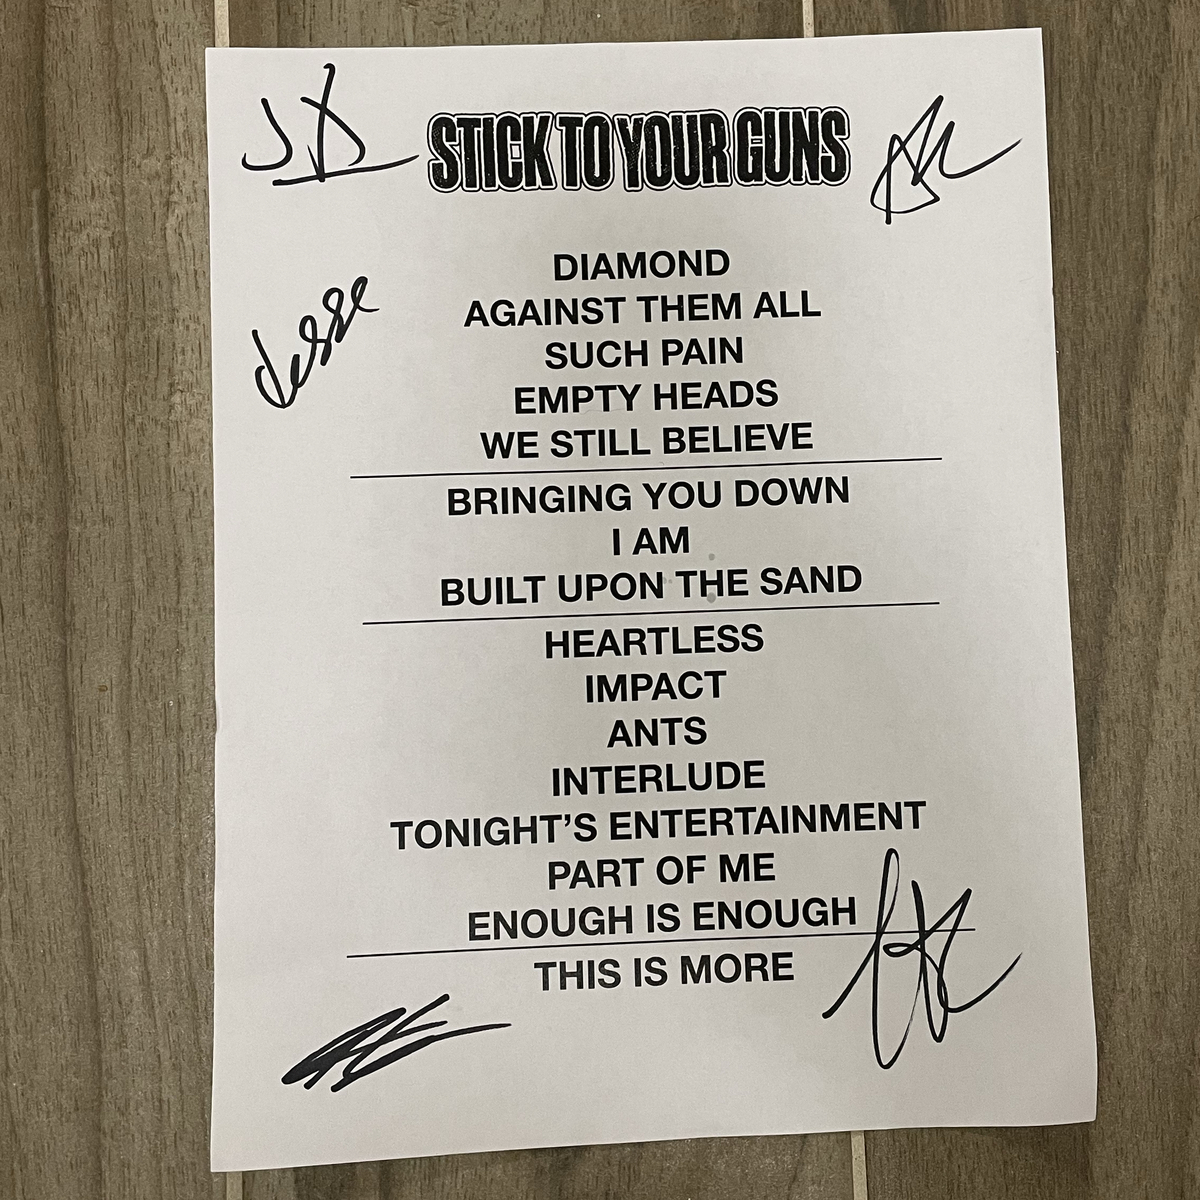 STICK TO YOUR GUNS
DIAMOND
AGAINST THEM ALL
Jesse
SUCH PAIN
EMPTY HEADS
WE STILL BELIEVE
BRINGING YOU DOWN
I AM
BUILT UPON THE SAND
HEARTLESS
IMPACT
ANTS
INTERLUDE
TONIGHT’S ENTERTAINMENT
PART OF ME
ENOUGH IS ENOUGH
THIS IS MORE